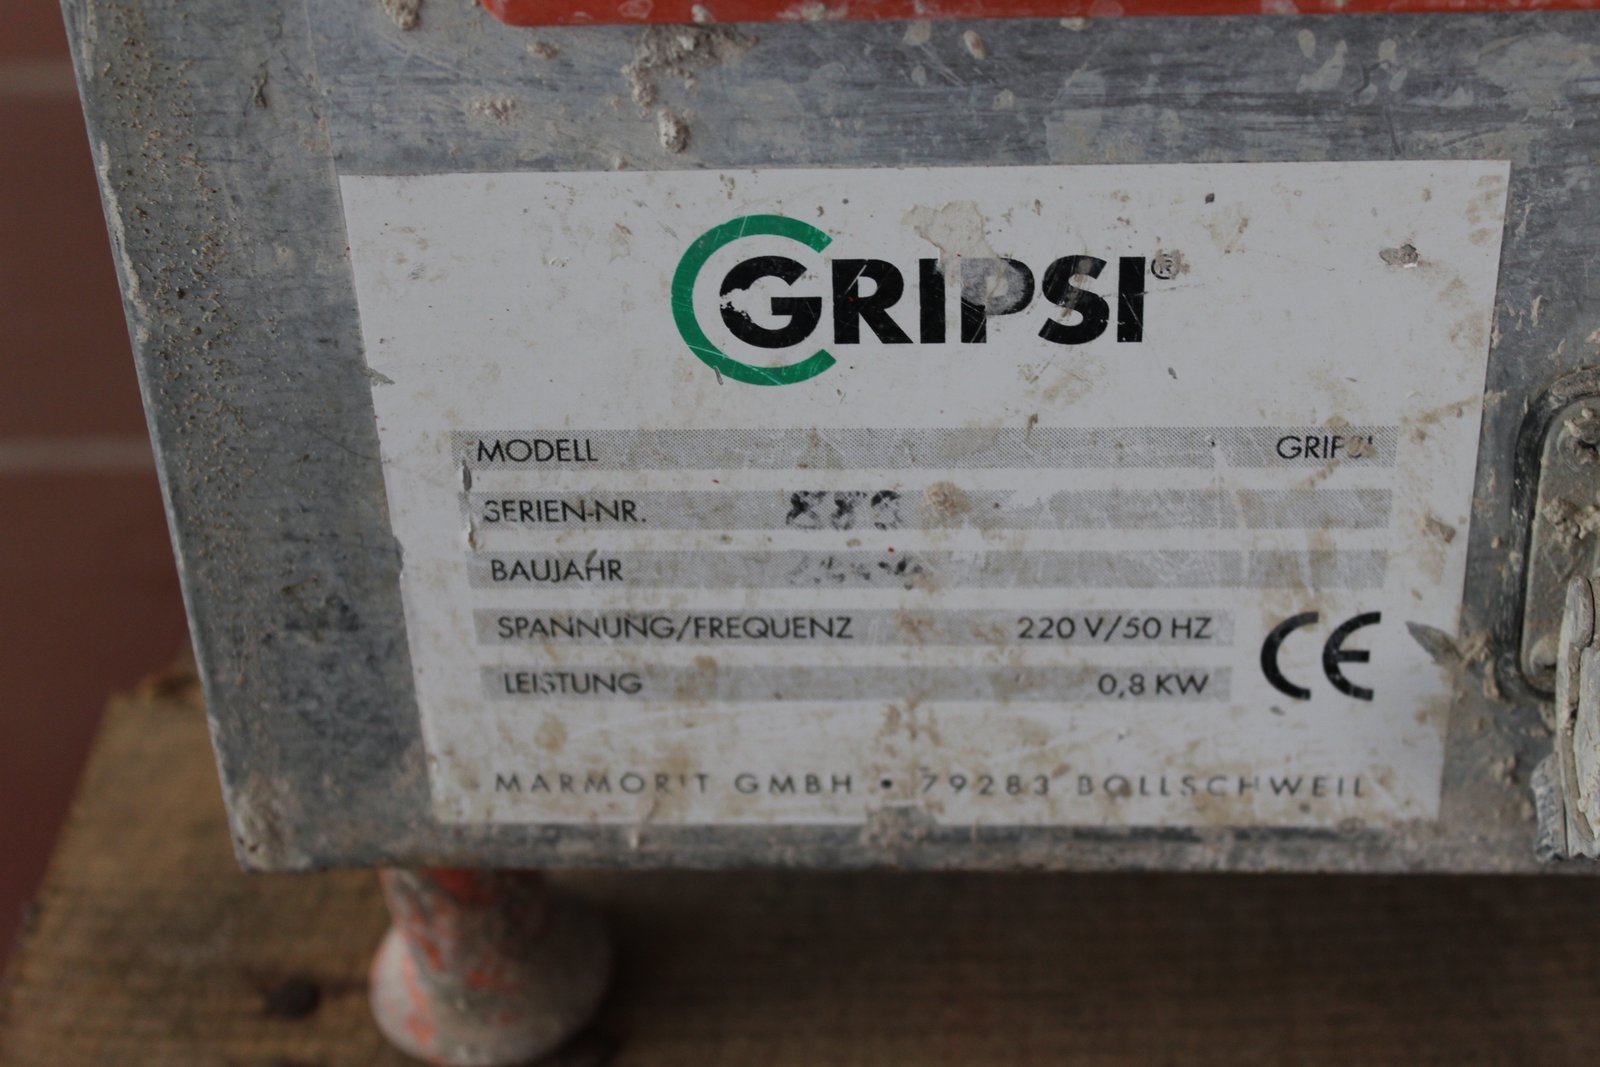 GRIPSI®
MODELL GRIPSI
SERIEN-NR.
BAUJAHR
SPANNUNG/FREQUENZ 220 V/50 HZ
LEISTUNG 0,8 KW
CE
MARMORIT GMBH • 79283 BOLLSCHWEIL